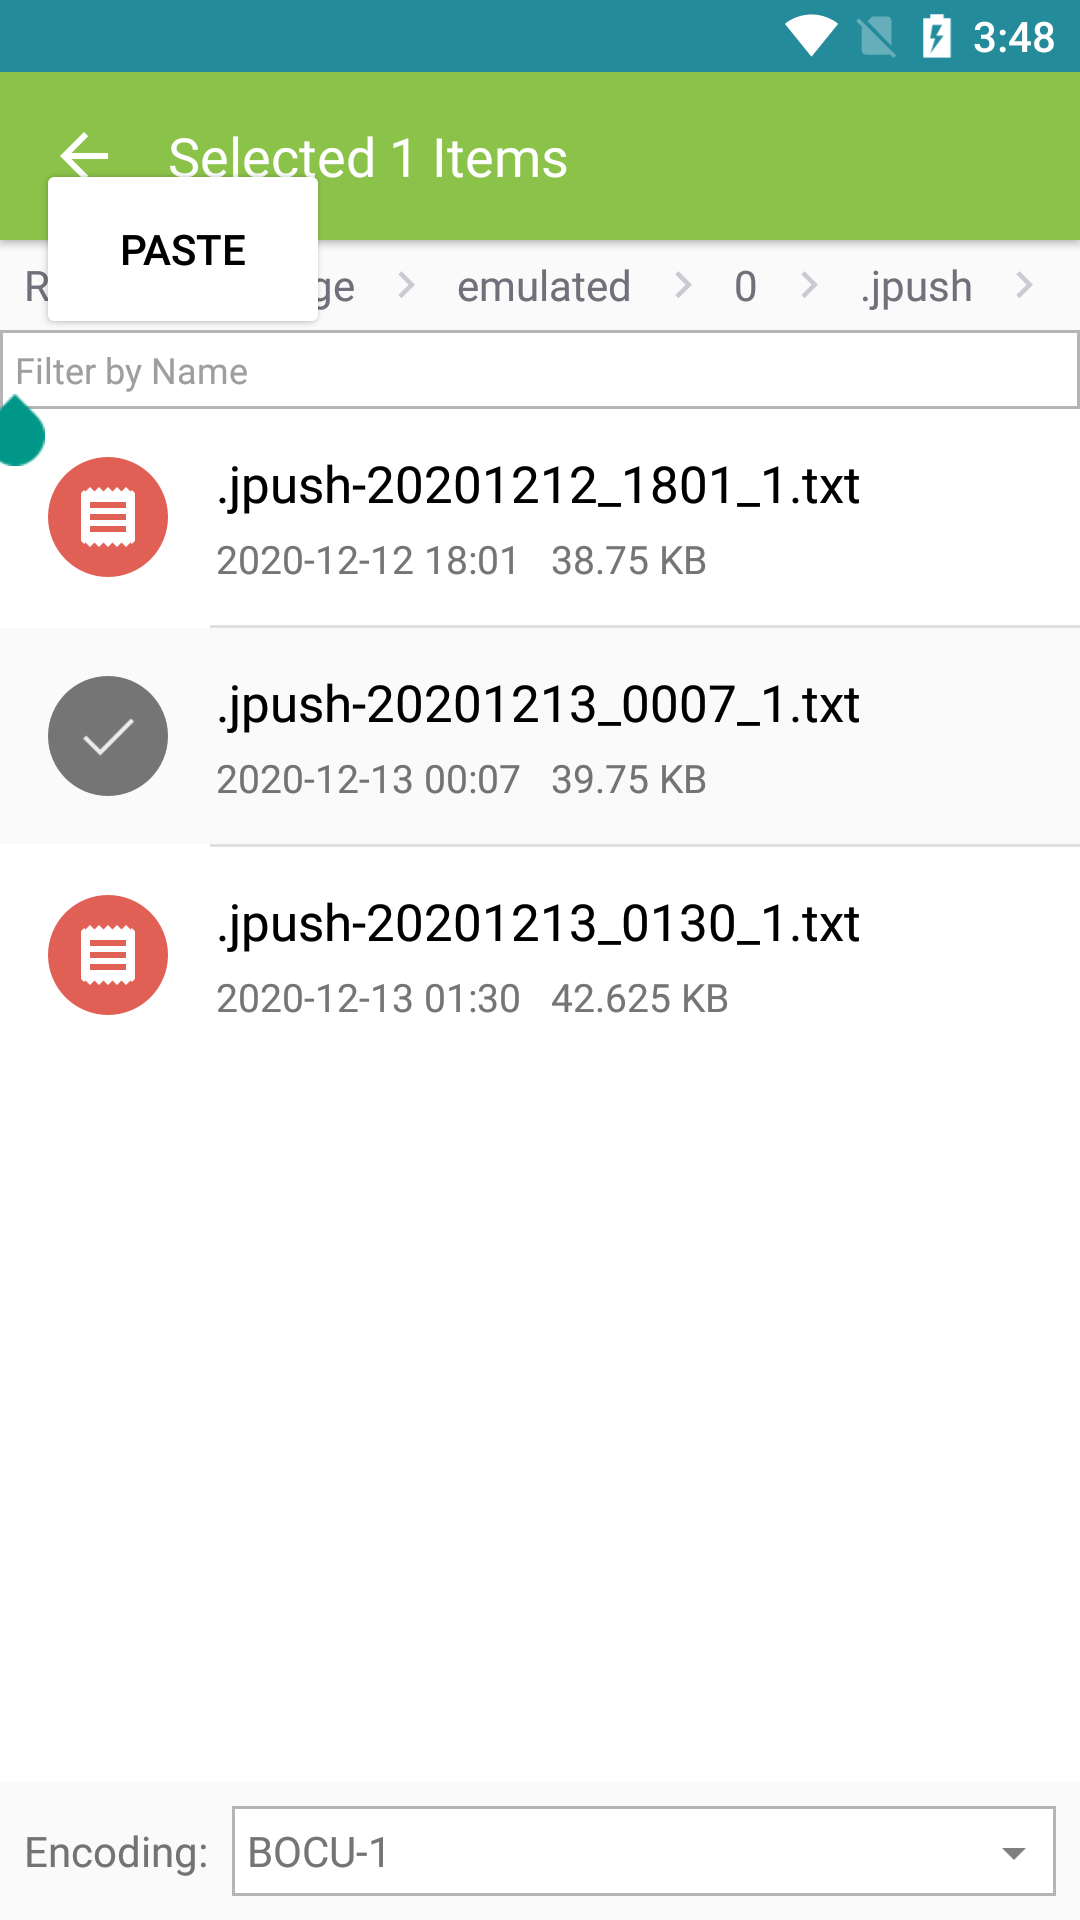 3:48
Selected 1 Items
PASTE
ge
emulated
0
.jpush
Filter by Name
.jpush-20201212_1801_1.txt
2020-12-12 18:01 38.75 KB
.jpush-20201213_0007_1.txt
2020-12-13 00:07 39.75 KB
.jpush-20201213_0130_1.txt
2020-12-13 01:30 42.625 KB
Encoding: BOCU-1